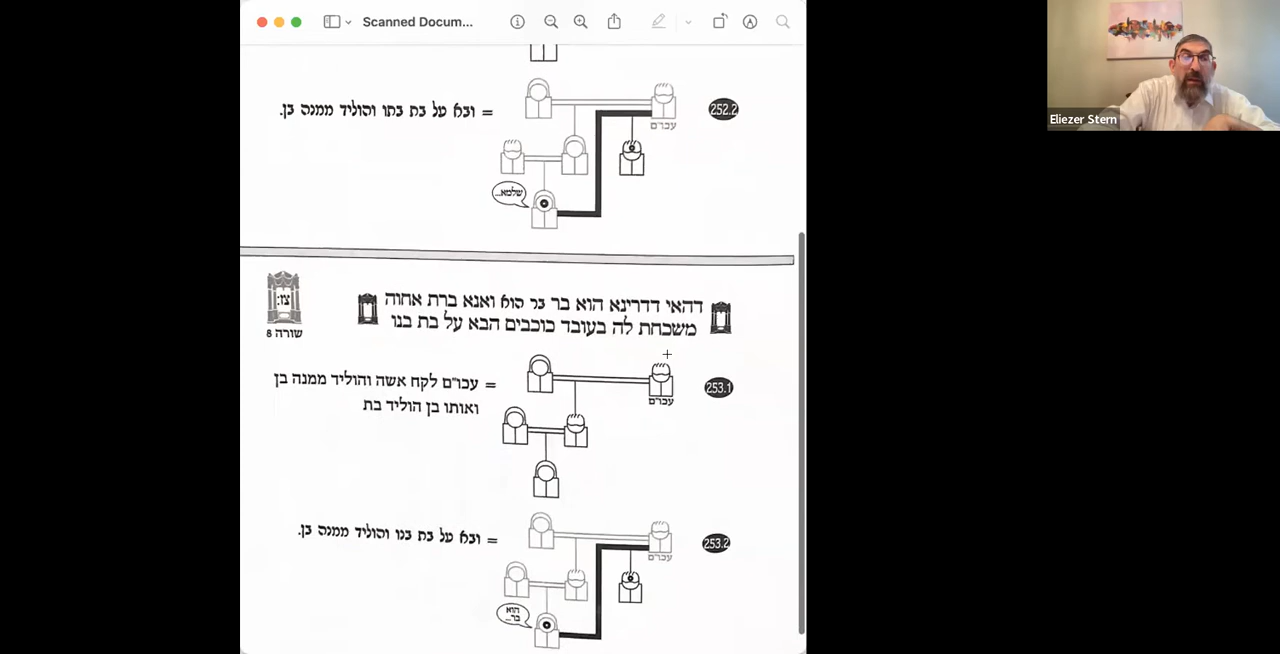 Scanned Docum...
Eliezer Stern
= ובא על בת בתו והוליד ממנה בן.
עכו״ם
252.2
שלמא...
צז:
שורה 8
דהאי דדרינא הוא בר בר הוא ואנא ברת אחוה
משכחת לה בעובד כוכבים הבא על בת בנו
= עכו״ם לקח אשה והוליד ממנה בן
ואותו בן הוליד בת
עכו״ם
253.1
= ובא על בת בנו והוליד ממנה בן.
עכו״ם
253.2
הוא
בר...